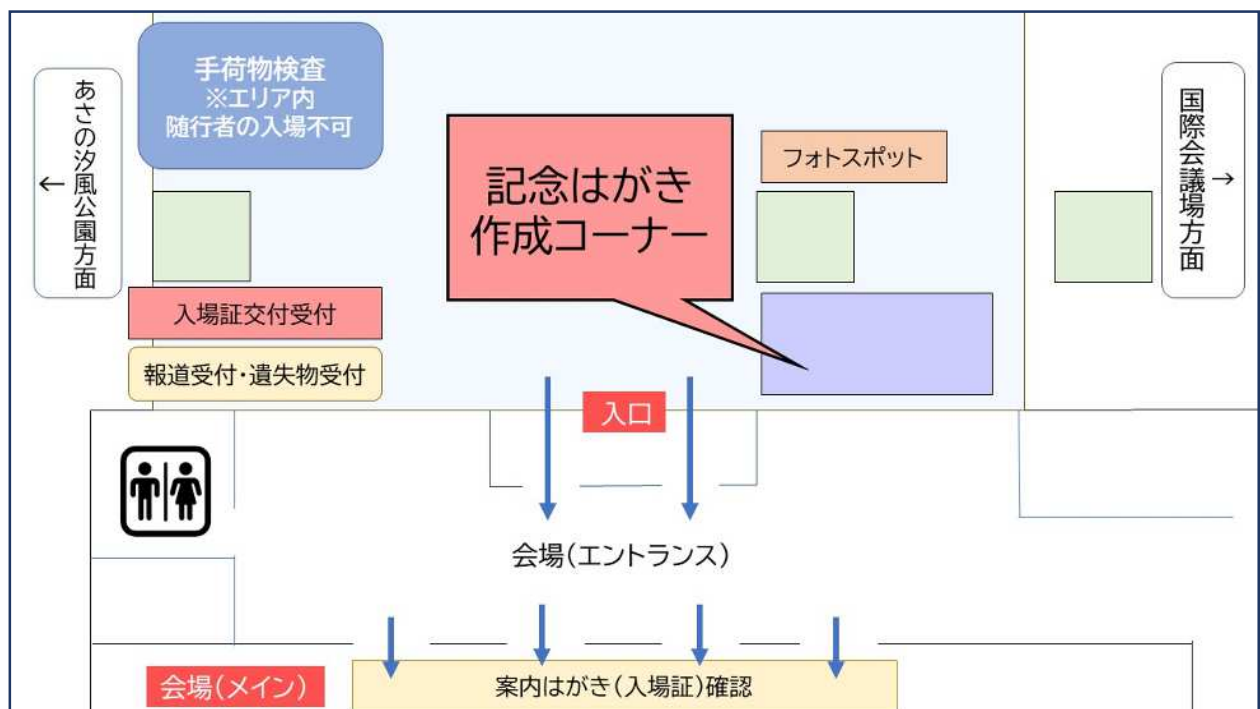 手荷物検査
※エリア内
随行者の入場不可
あさの汐風公園方面
←
記念はがき
作成コーナー
フォトスポット
国際会議場方面
→
入場証交付受付
報道受付・遺失物受付
入口
会場(エントランス)
会場(メイン)
案内はがき(入場証)確認